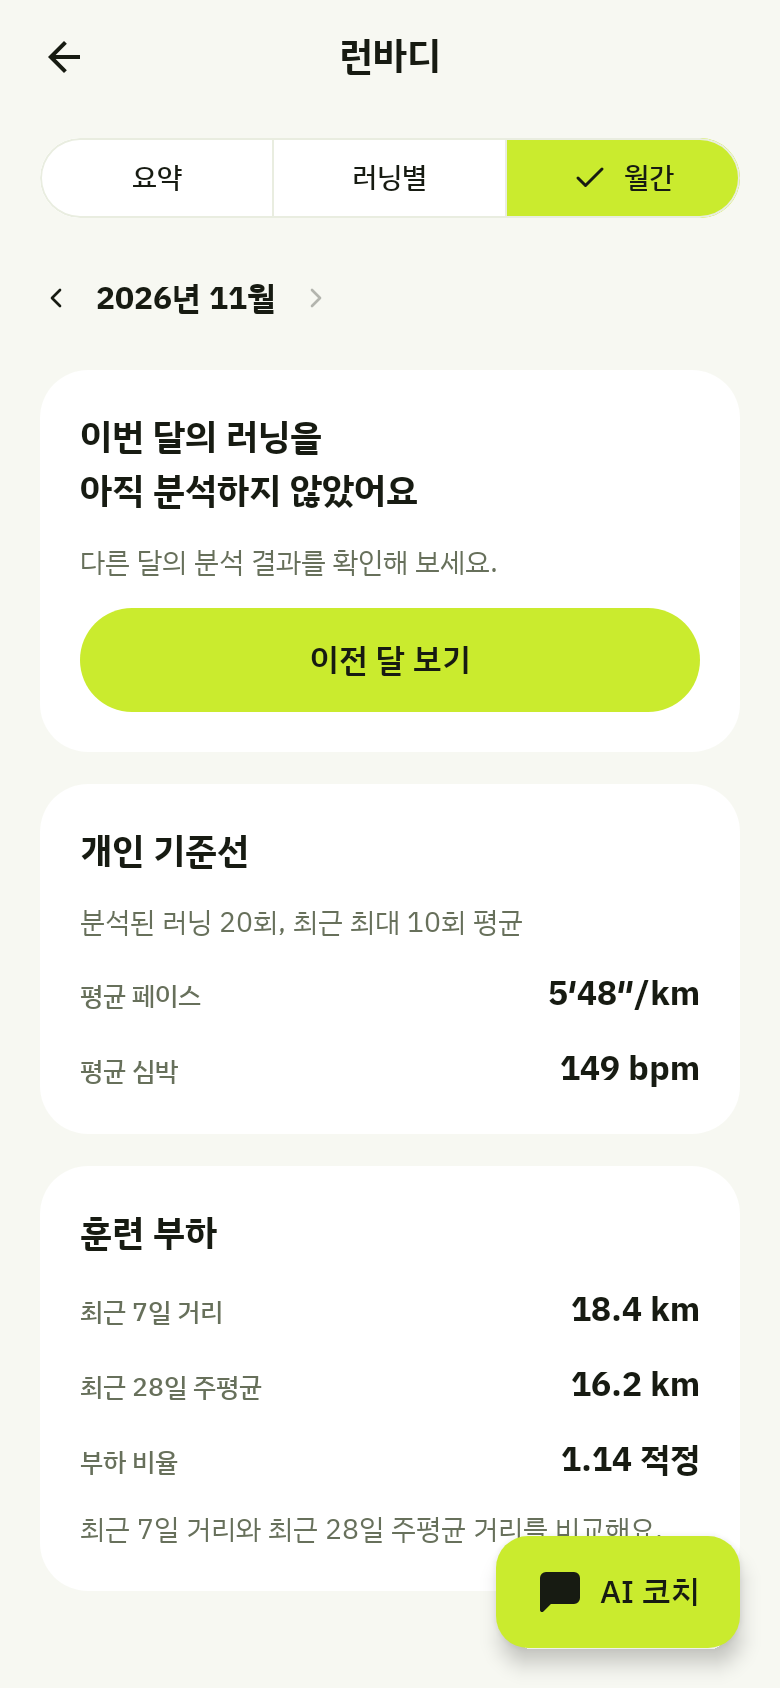 런바디
요약
러닝별
월간
2026년 11월
이번 달의 러닝을
아직 분석하지 않았어요
다른 달의 분석 결과를 확인해 보세요.
이전 달 보기
개인 기준선
분석된 러닝 20회, 최근 최대 10회 평균
평균 페이스 5′48″/km
평균 심박 149 bpm
훈련 부하
최근 7일 거리 18.4 km
최근 28일 주평균 16.2 km
부하 비율 1.14 적정
최근 7일 거리와 최근 28일 주평균 거리를 비교해요.
AI 코치